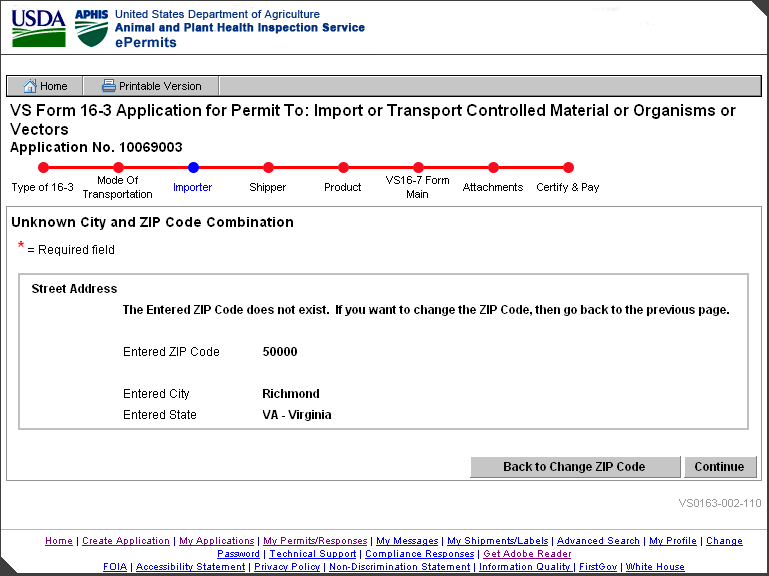 USDA APHIS United States Department of Agriculture
Animal and Plant Health Inspection Service
ePermits
Home Printable Version
VS Form 16-3 Application for Permit To: Import or Transport Controlled Material or Organisms or
Vectors
Application No. 10069003
Type of 16-3 Mode Of Transportation Importer Shipper Product VS16-7 Form Main Attachments Certify & Pay
Unknown City and ZIP Code Combination
* = Required field
Street Address
The Entered ZIP Code does not exist. If you want to change the ZIP Code, then go back to the previous page.
Entered ZIP Code 50000
Entered City Richmond
Entered State VA - Virginia
Back to Change ZIP Code Continue
VS0163-002-110
Home | Create Application | My Applications | My Permits/Responses | My Messages | My Shipments/Labels | Advanced Search | My Profile | Change
Password | Technical Support | Compliance Responses | Get Adobe Reader
FOIA | Accessibility Statement | Privacy Policy | Non-Discrimination Statement | Information Quality | FirstGov | White House